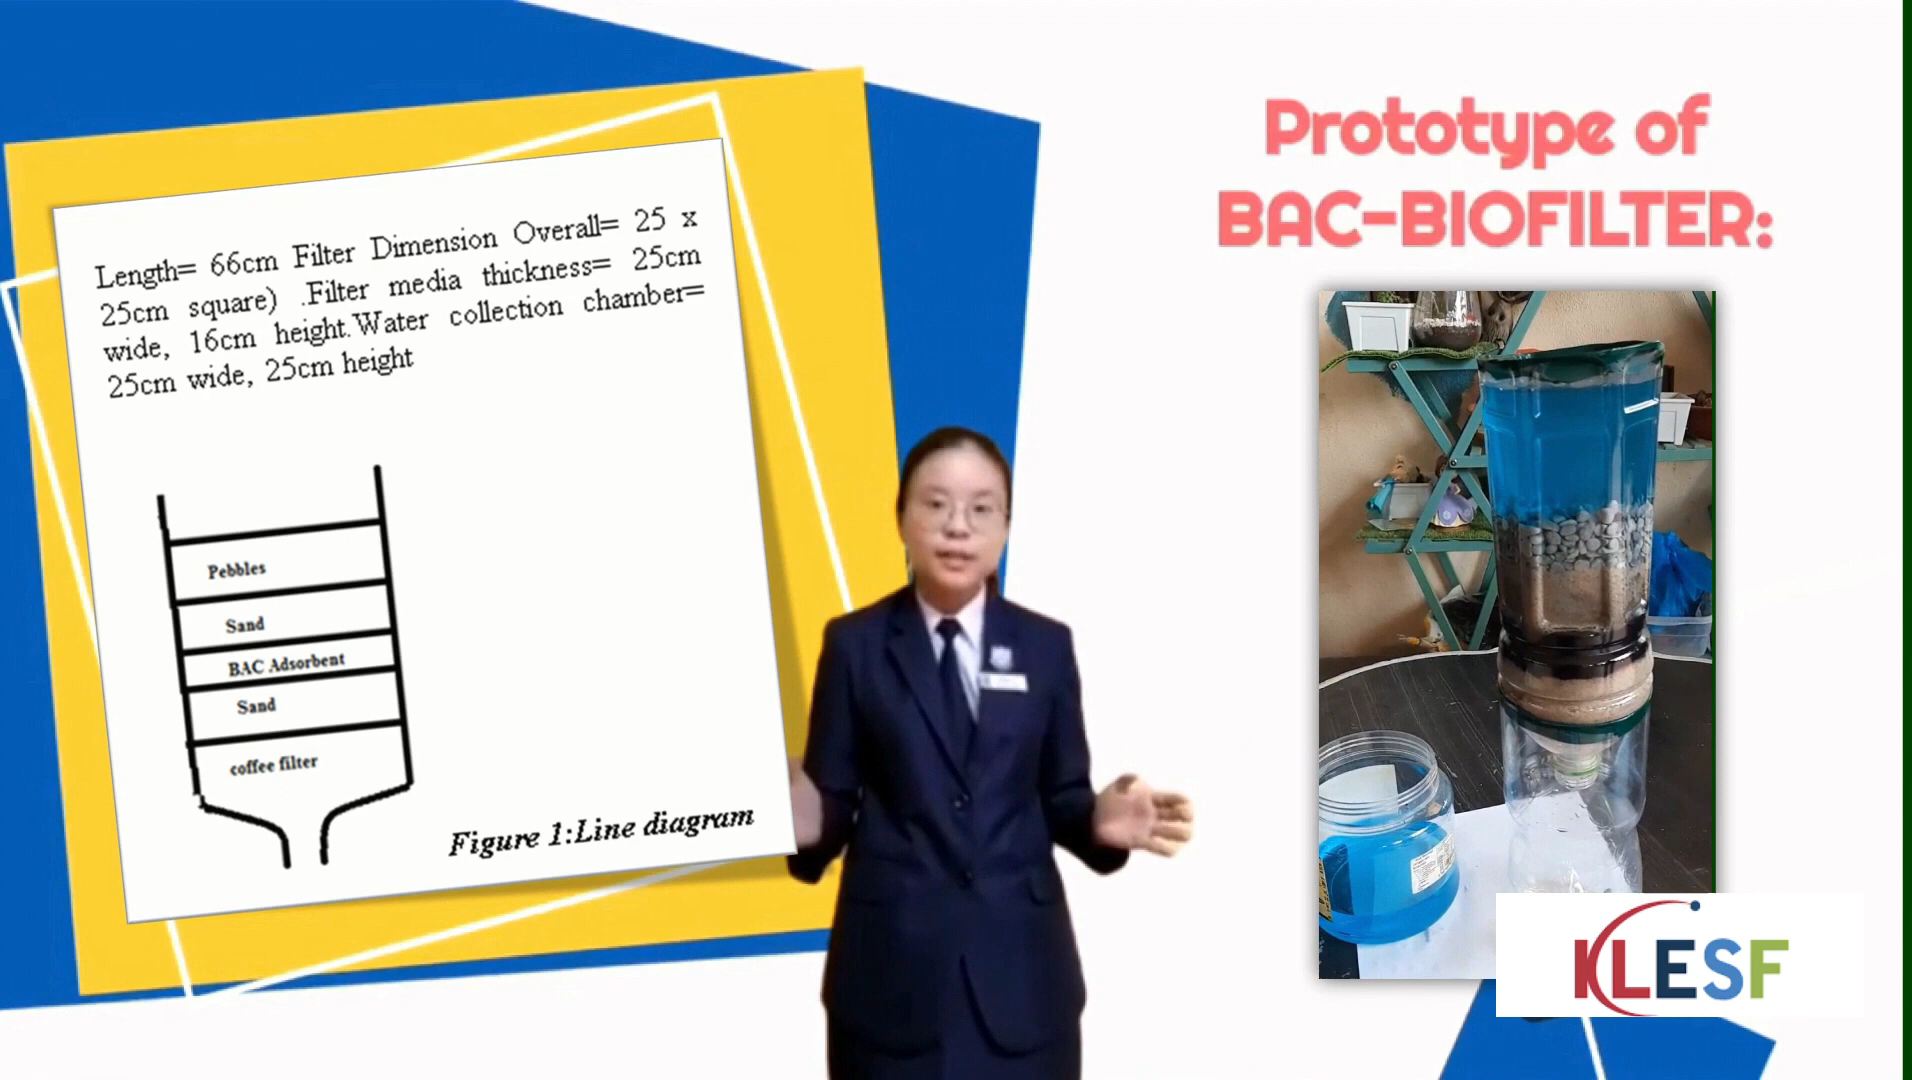 Prototype of
BAC-BIOFILTER:
Length= 66cm Filter Dimension Overall= 25 x
25cm square) .Filter media thickness= 25cm
wide, 16cm height.Water collection chamber=
25cm wide, 25cm height
Pebbles
Sand
BAC Adsorbent
Sand
coffee filter
Figure 1:Line diagram
KLESF